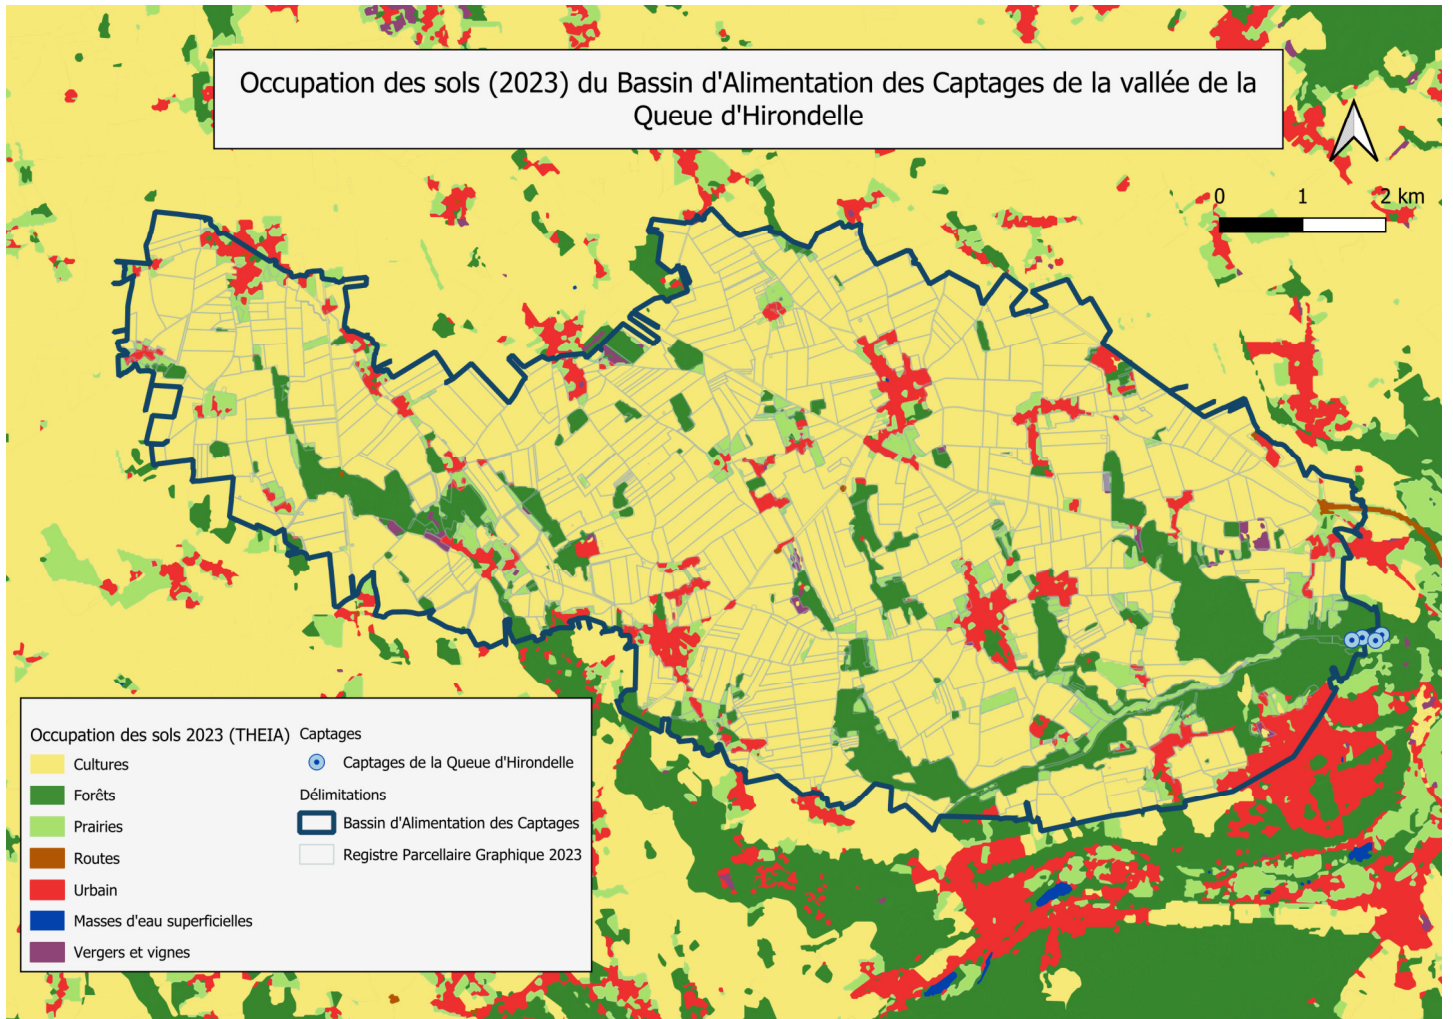 Occupation des sols (2023) du Bassin d'Alimentation des Captages de la vallée de la
Queue d'Hirondelle
0 1 2 km
Occupation des sols 2023 (THEIA)
Cultures
Forêts
Prairies
Routes
Urbain
Masses d'eau superficielles
Vergers et vignes
Captages
Captages de la Queue d'Hirondelle
Délimitations
Bassin d'Alimentation des Captages
Registre Parcellaire Graphique 2023